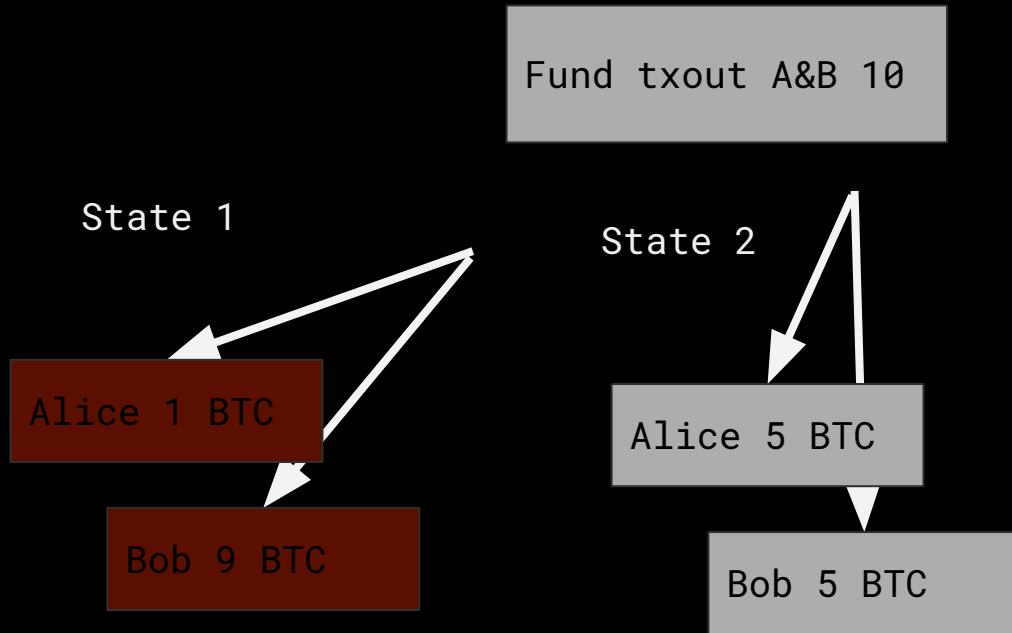 Fund txout A&B 10
State 1
State 2
Alice 1 BTC
Alice 5 BTC
Bob 9 BTC
Bob 5 BTC